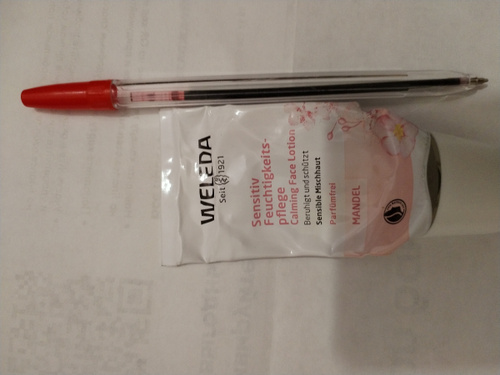 WELEDA
Seit 1921
Sensitiv
Feuchtigkeits-
pflege
Calming Face Lotion
Beruhigt und schützt
Sensible Mischhaut
Parfümfrei
MANDEL